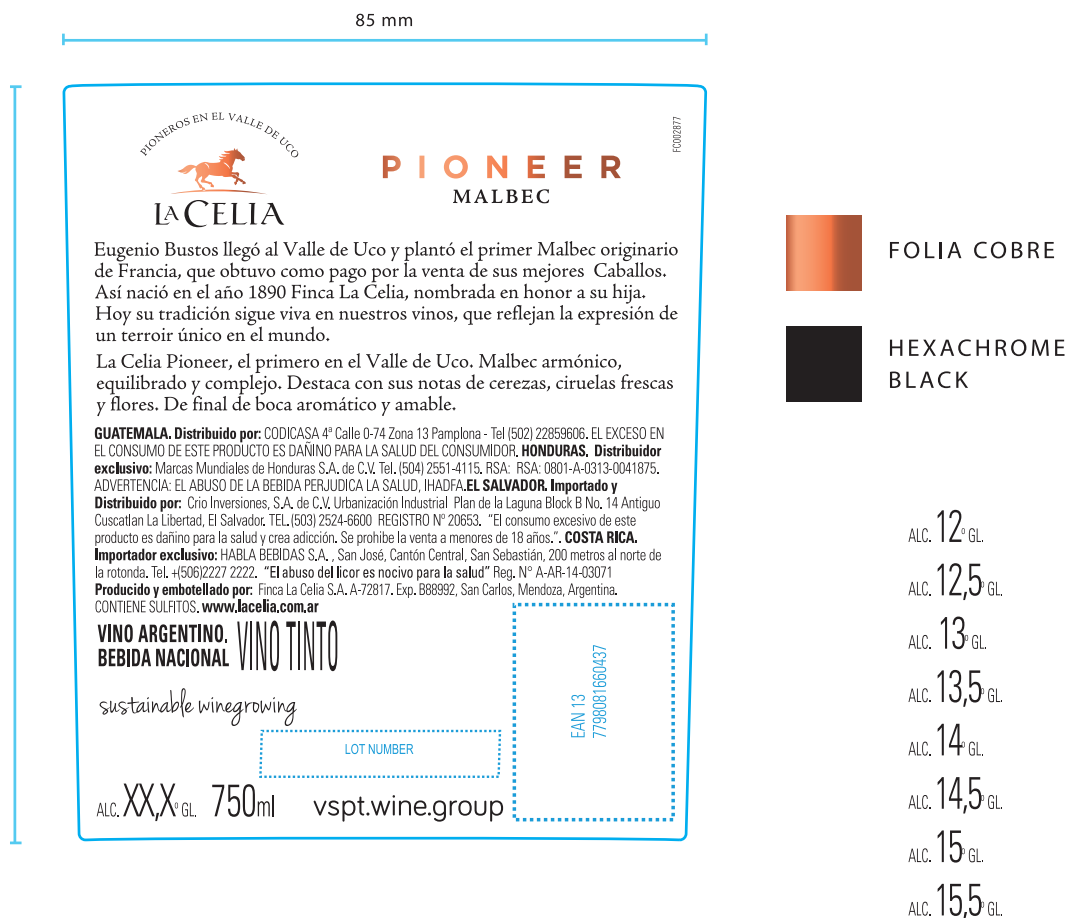 85 mm
PIONEROS EN EL VALLE DE UCO
LA CELIA
PIONEER
MALBEC
FC002877
Eugenio Bustos llegó al Valle de Uco y plantó el primer Malbec originario
de Francia, que obtuvo como pago por la venta de sus mejores Caballos.
Así nació en el año 1890 Finca La Celia, nombrada en honor a su hija.
Hoy su tradición sigue viva en nuestros vinos, que reflejan la expresión de
un terroir único en el mundo.
La Celia Pioneer, el primero en el Valle de Uco. Malbec armónico,
equilibrado y complejo. Destaca con sus notas de cerezas, ciruelas frescas
y flores. De final de boca aromático y amable.
GUATEMALA. Distribuido por: CODICASA 4ª Calle 0-74 Zona 13 Pamplona - Tel (502) 22859606. EL EXCESO EN
EL CONSUMO DE ESTE PRODUCTO ES DAÑINO PARA LA SALUD DEL CONSUMIDOR. HONDURAS. Distribuidor
exclusivo: Marcas Mundiales de Honduras S.A. de C.V. Tel. (504) 2551-4115. RSA: RSA: 0801-A-0313-0041875.
ADVERTENCIA: EL ABUSO DE LA BEBIDA PERJUDICA LA SALUD, IHADFA.EL SALVADOR. Importado y
Distribuido por: Crio Inversiones, S.A. de C.V. Urbanización Industrial Plan de la Laguna Block B No. 14 Antiguo
Cuscatlan La Libertad, El Salvador. TEL.(503) 2524-6600 REGISTRO Nº 20653. "El consumo excesivo de este
producto es dañino para la salud y crea adicción. Se prohibe la venta a menores de 18 años.". COSTA RICA.
Importador exclusivo: HABLA BEBIDAS S.A. , San José, Cantón Central, San Sebastián, 200 metros al norte de
la rotonda. Tel. +(506)2227 2222. "El abuso del licor es nocivo para la salud" Reg. N° A-AR-14-03071
Producido y embotellado por: Finca La Celia S.A. A-72817. Exp. B88992, San Carlos, Mendoza, Argentina.
CONTIENE SULFITOS. www.lacelia.com.ar
VINO ARGENTINO.
BEBIDA NACIONAL
VINO TINTO
sustainable winegrowing
LOT NUMBER
EAN 13
7798081660437
ALC. XX,Xº GL. 750ml
vspt.wine.group
FOLIA COBRE
HEXACHROME
BLACK
ALC. 12º GL.
ALC. 12,5º GL.
ALC. 13º GL.
ALC. 13,5º GL.
ALC. 14º GL.
ALC. 14,5º GL.
ALC. 15º GL.
ALC. 15,5º GL.